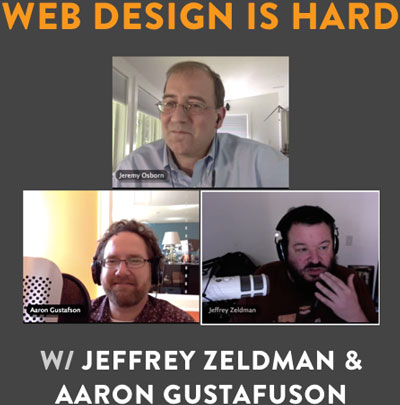 WEB DESIGN IS HARD
Jeremy Osborn
Aaron Gustafson
Jeffrey Zeldman
W/ JEFFREY ZELDMAN &
AARON GUSTAFUSON